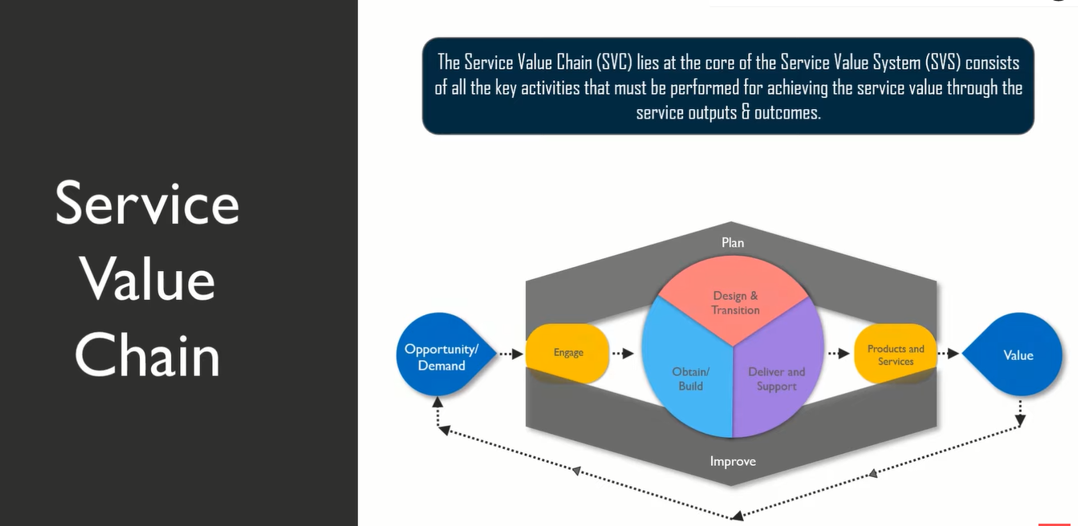 Service
Value
Chain
The Service Value Chain (SVC) lies at the core of the Service Value System (SVS) consists
of all the key activities that must be performed for achieving the service value through the
service outputs & outcomes.
Plan
Design &
Transition
Opportunity/
Demand
Engage
Obtain/
Build
Deliver and
Support
Products and
Services
Value
Improve